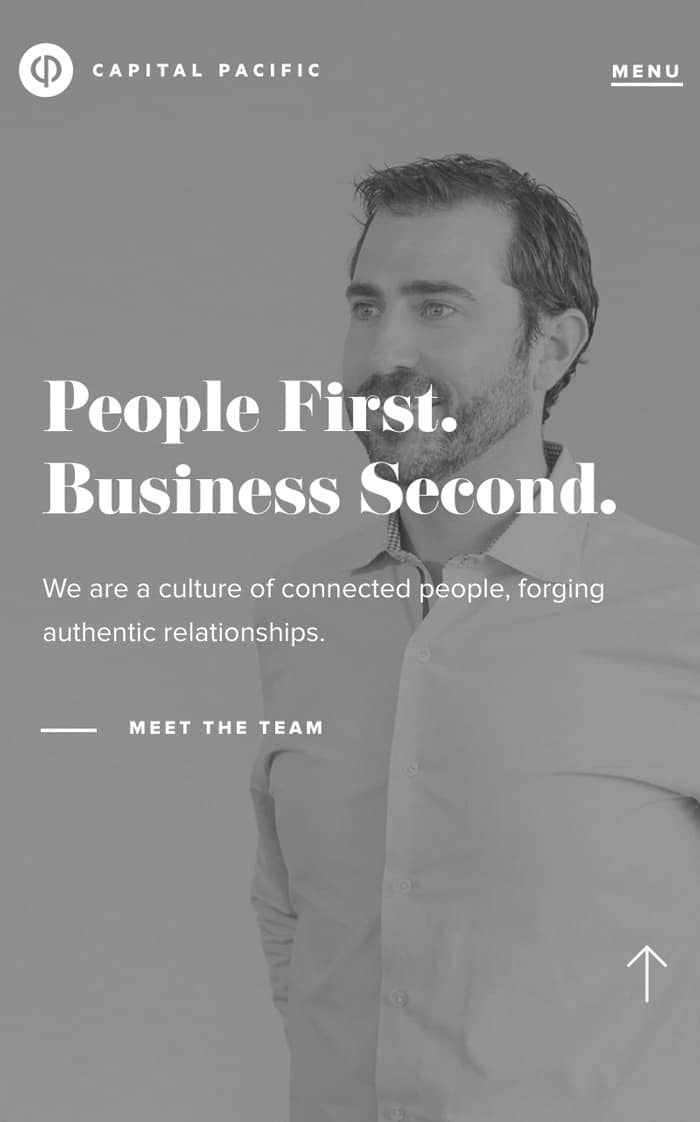 CAPITAL PACIFIC
MENU
People First.
Business Second.
We are a culture of connected people, forging
authentic relationships.
MEET THE TEAM